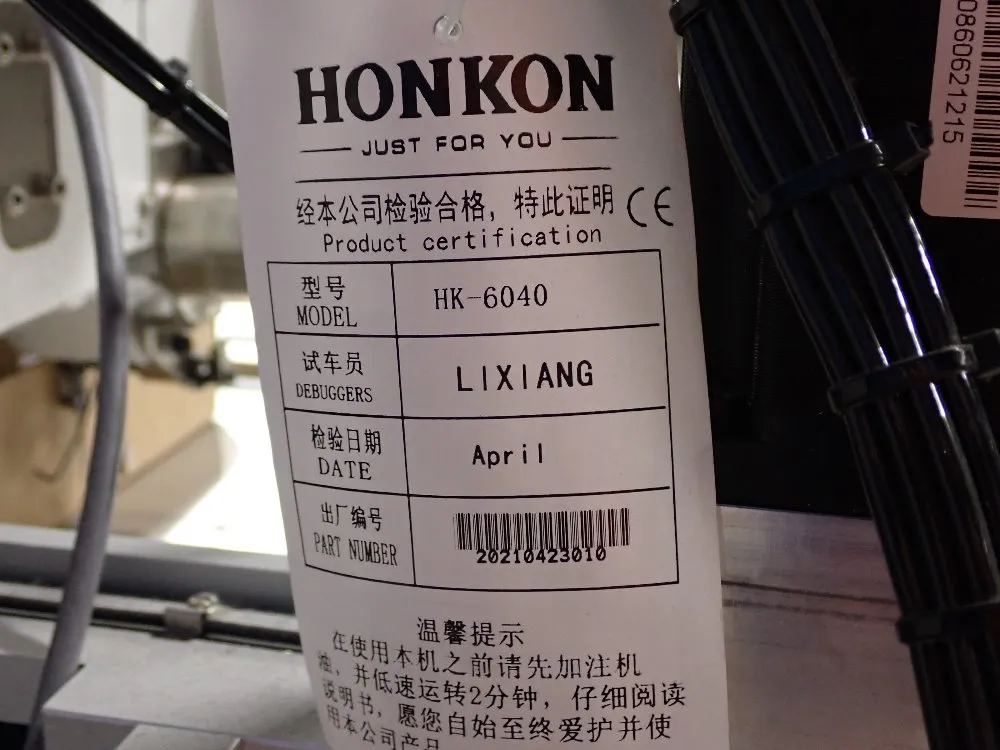 HONKON
JUST FOR YOU
经本公司检验合格，特此证明 CE
Product certification
型号
MODEL
HK-6040
试车员
DEBUGGERS
LIXIANG
检验日期
DATE
April
出厂编号
PART NUMBER
20210423010
温馨提示
在使用本机之前请先加注机
油，并低速运转2分钟，仔细阅读
说明书，愿您自始至终爱护并使
用本公司产品
0860621215